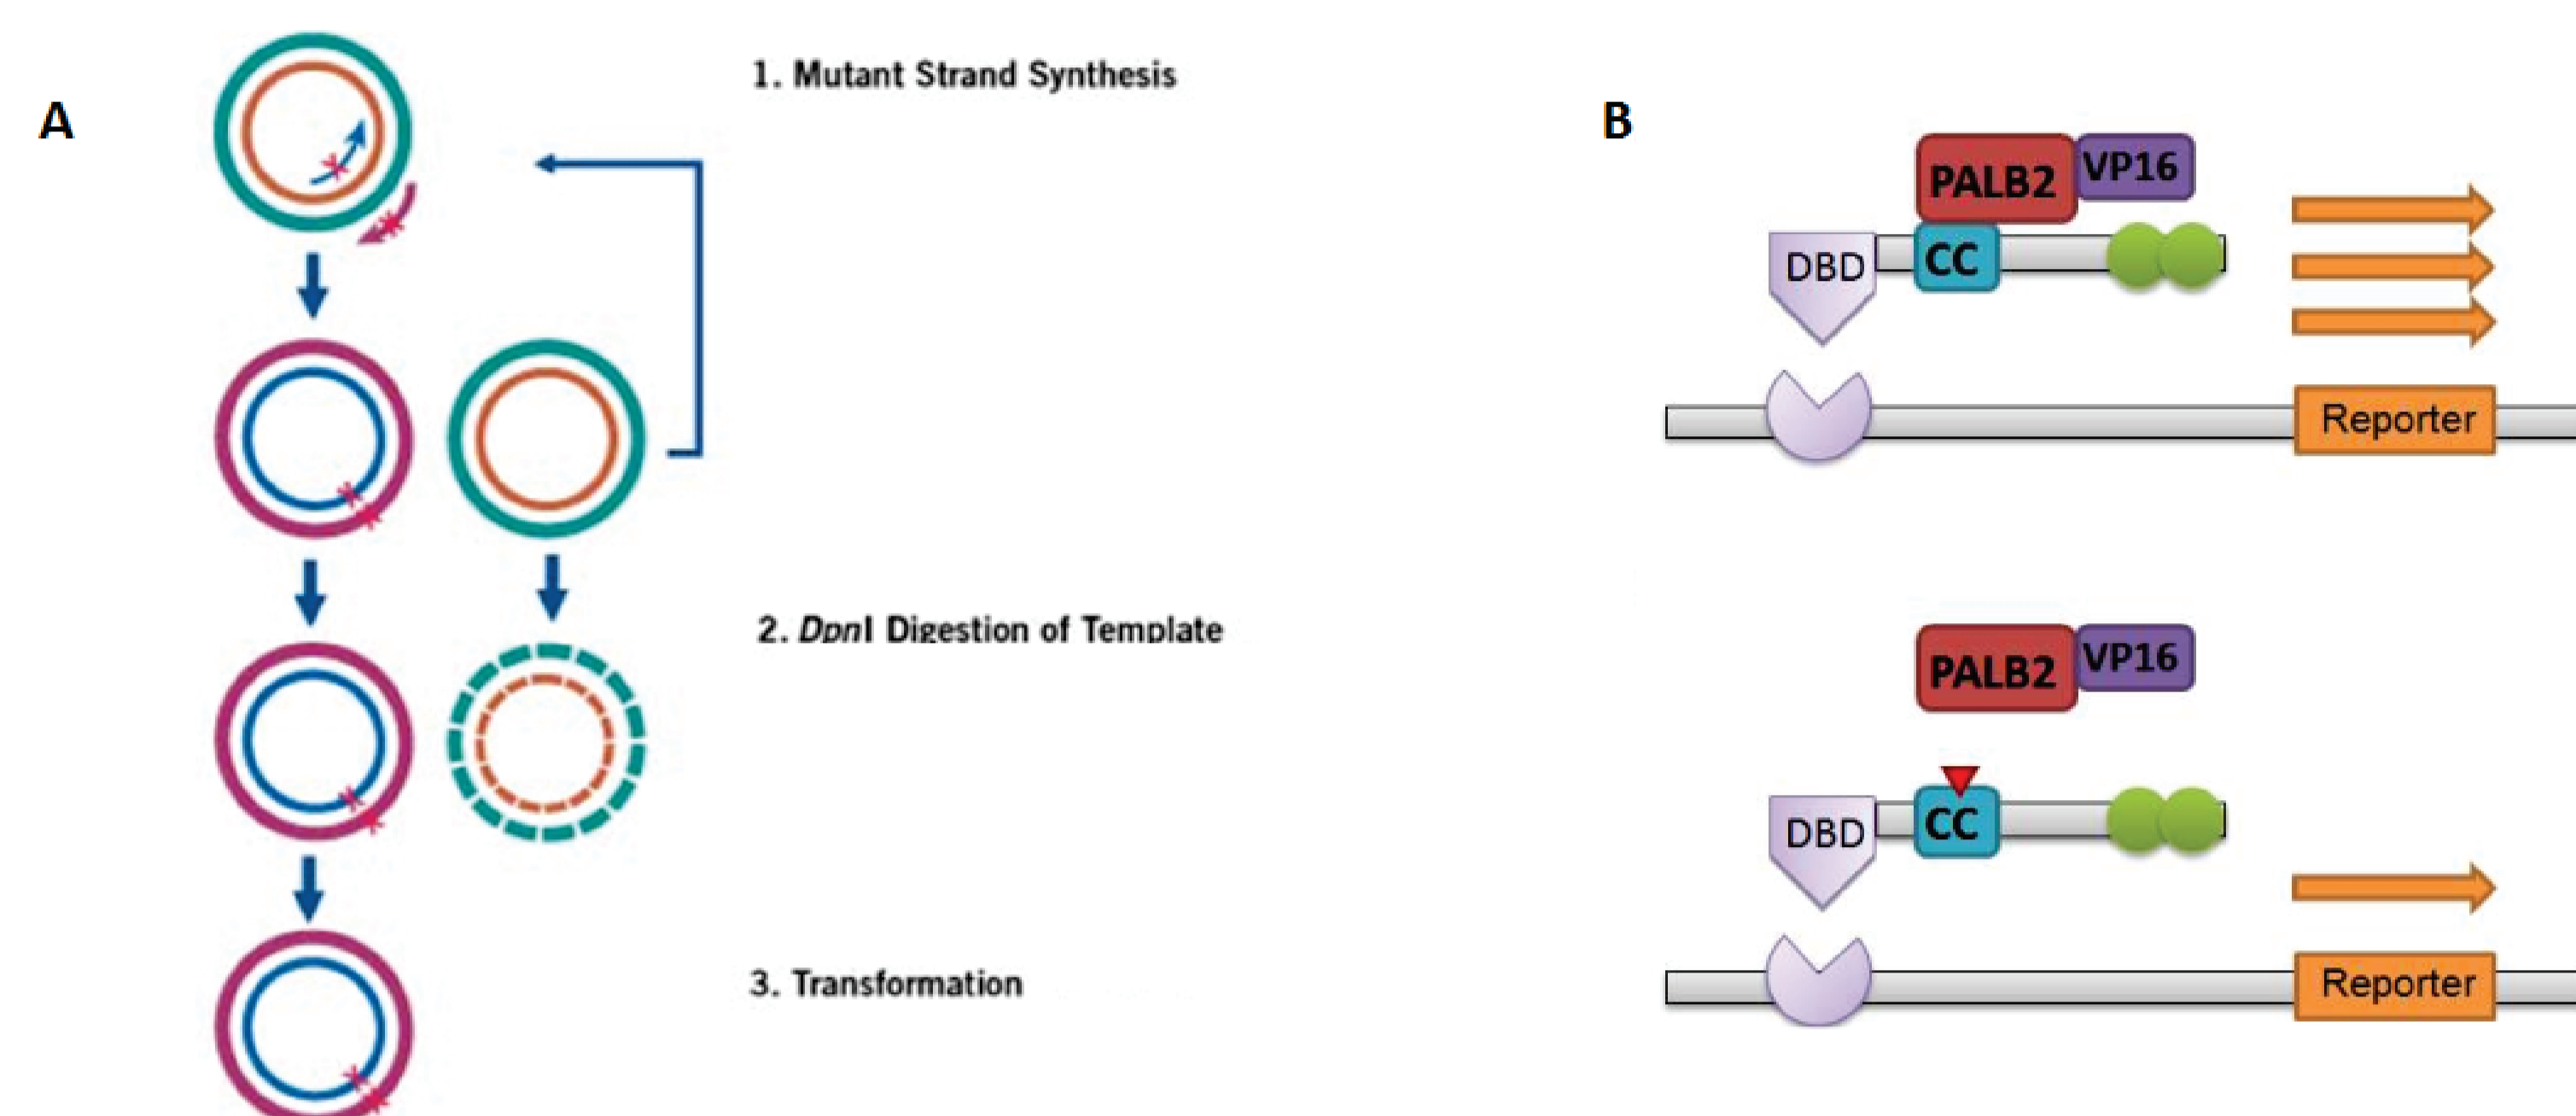 A
1. Mutant Strand Synthesis
2. DpnI Digestion of Template
3. Transformation
B
PALB2
VP16
DBD
CC
Reporter
PALB2
VP16
DBD
CC
Reporter